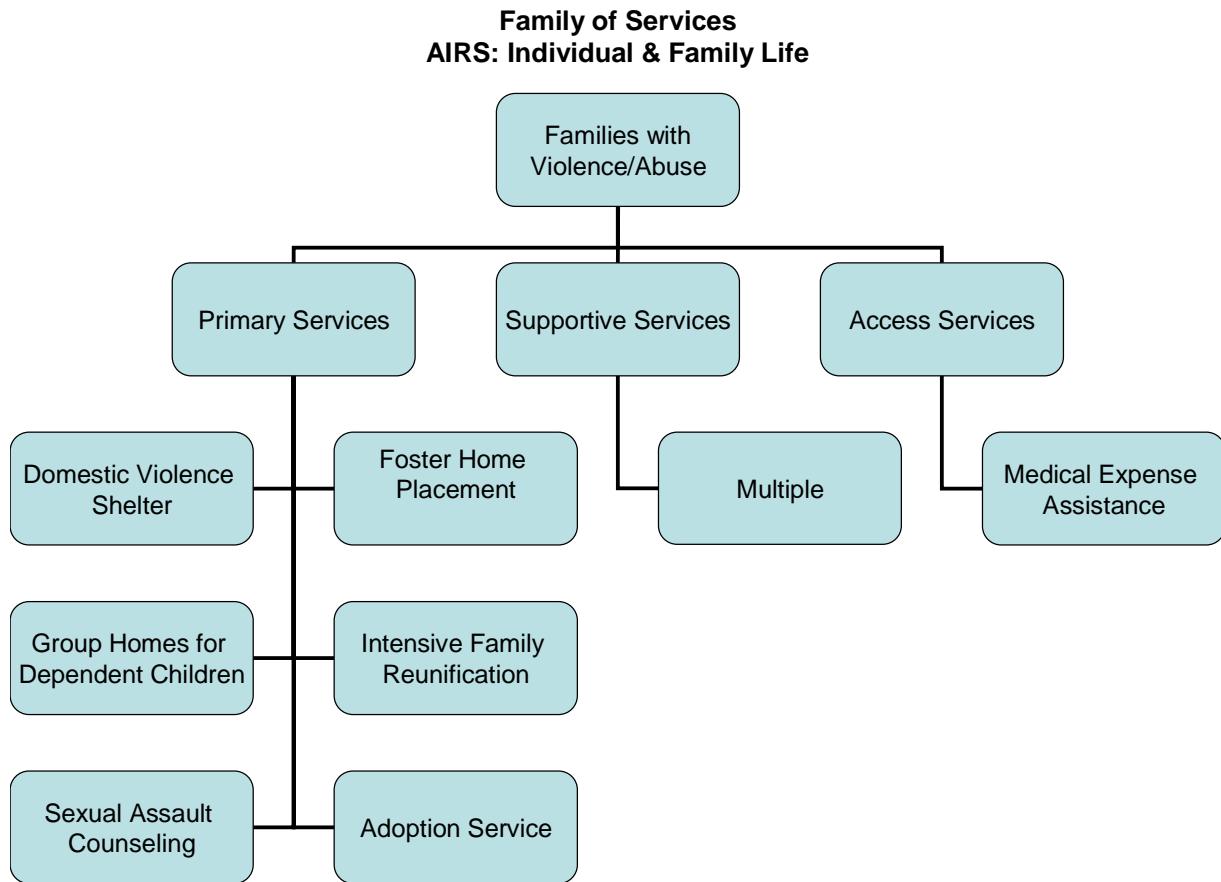 Family of Services
AIRS: Individual & Family Life
Families with
Violence/Abuse
Primary Services
Supportive Services
Access Services
Domestic Violence
Shelter
Foster Home
Placement
Multiple
Medical Expense
Assistance
Group Homes for
Dependent Children
Intensive Family
Reunification
Sexual Assault
Counseling
Adoption Service